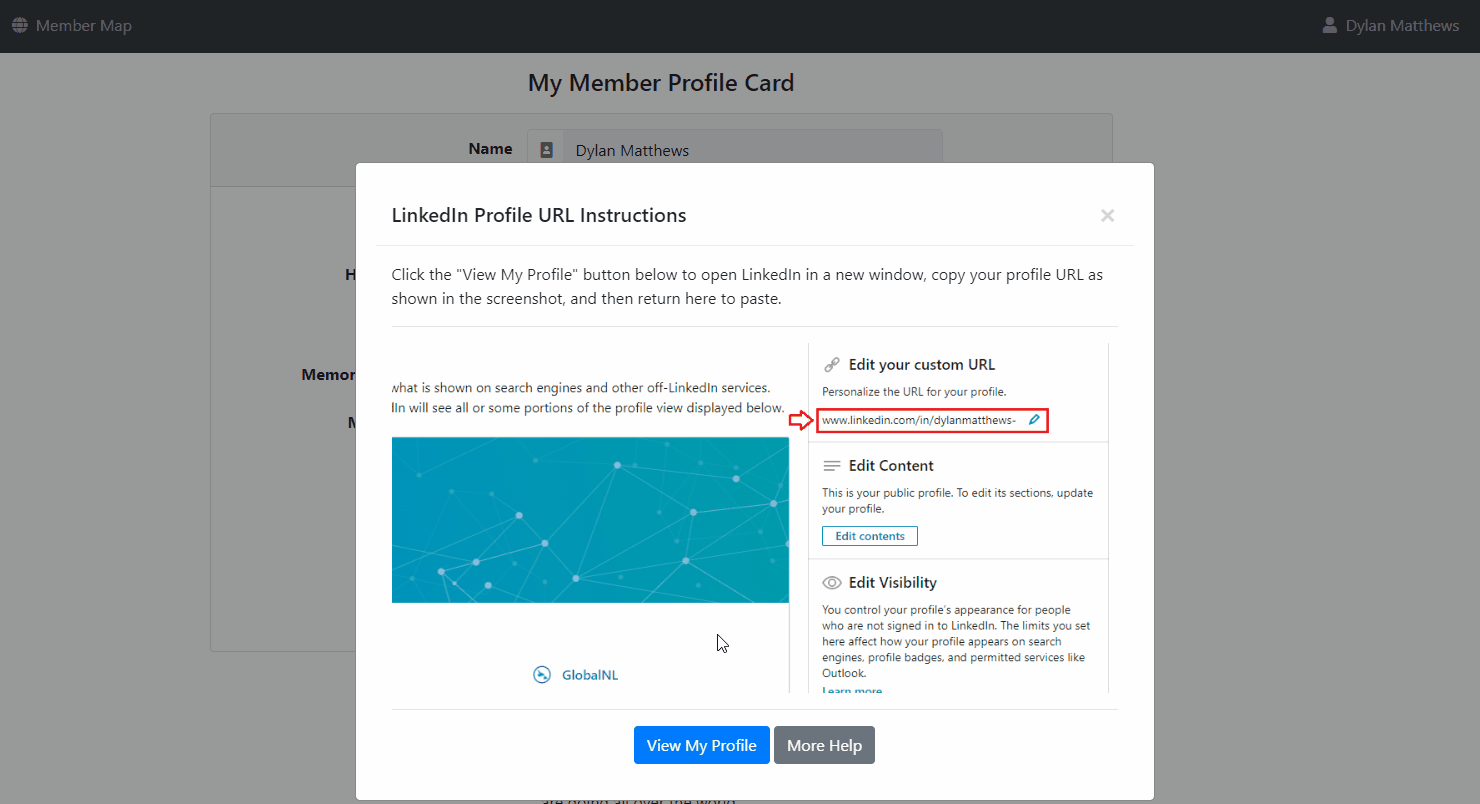 Member Map
Dylan Matthews
My Member Profile Card
Name
Dylan Matthews
LinkedIn Profile URL Instructions
Click the "View My Profile" button below to open LinkedIn in a new window, copy your profile URL as
shown in the screenshot, and then return here to paste.
what is shown on search engines and other off-LinkedIn services.
In will see all or some portions of the profile view displayed below.
GlobalNL
Edit your custom URL
Personalize the URL for your profile.
www.linkedin.com/in/dylanmatthews-
Edit Content
This is your public profile. To edit its sections, update
your profile.
Edit contents
Edit Visibility
You control your profile's appearance for people
who are not signed in to LinkedIn. The limits you set
here affect how your profile appears on search
engines, profile badges, and permitted services like
Outlook.
Learn more
View My Profile
More Help
are doing all over the world